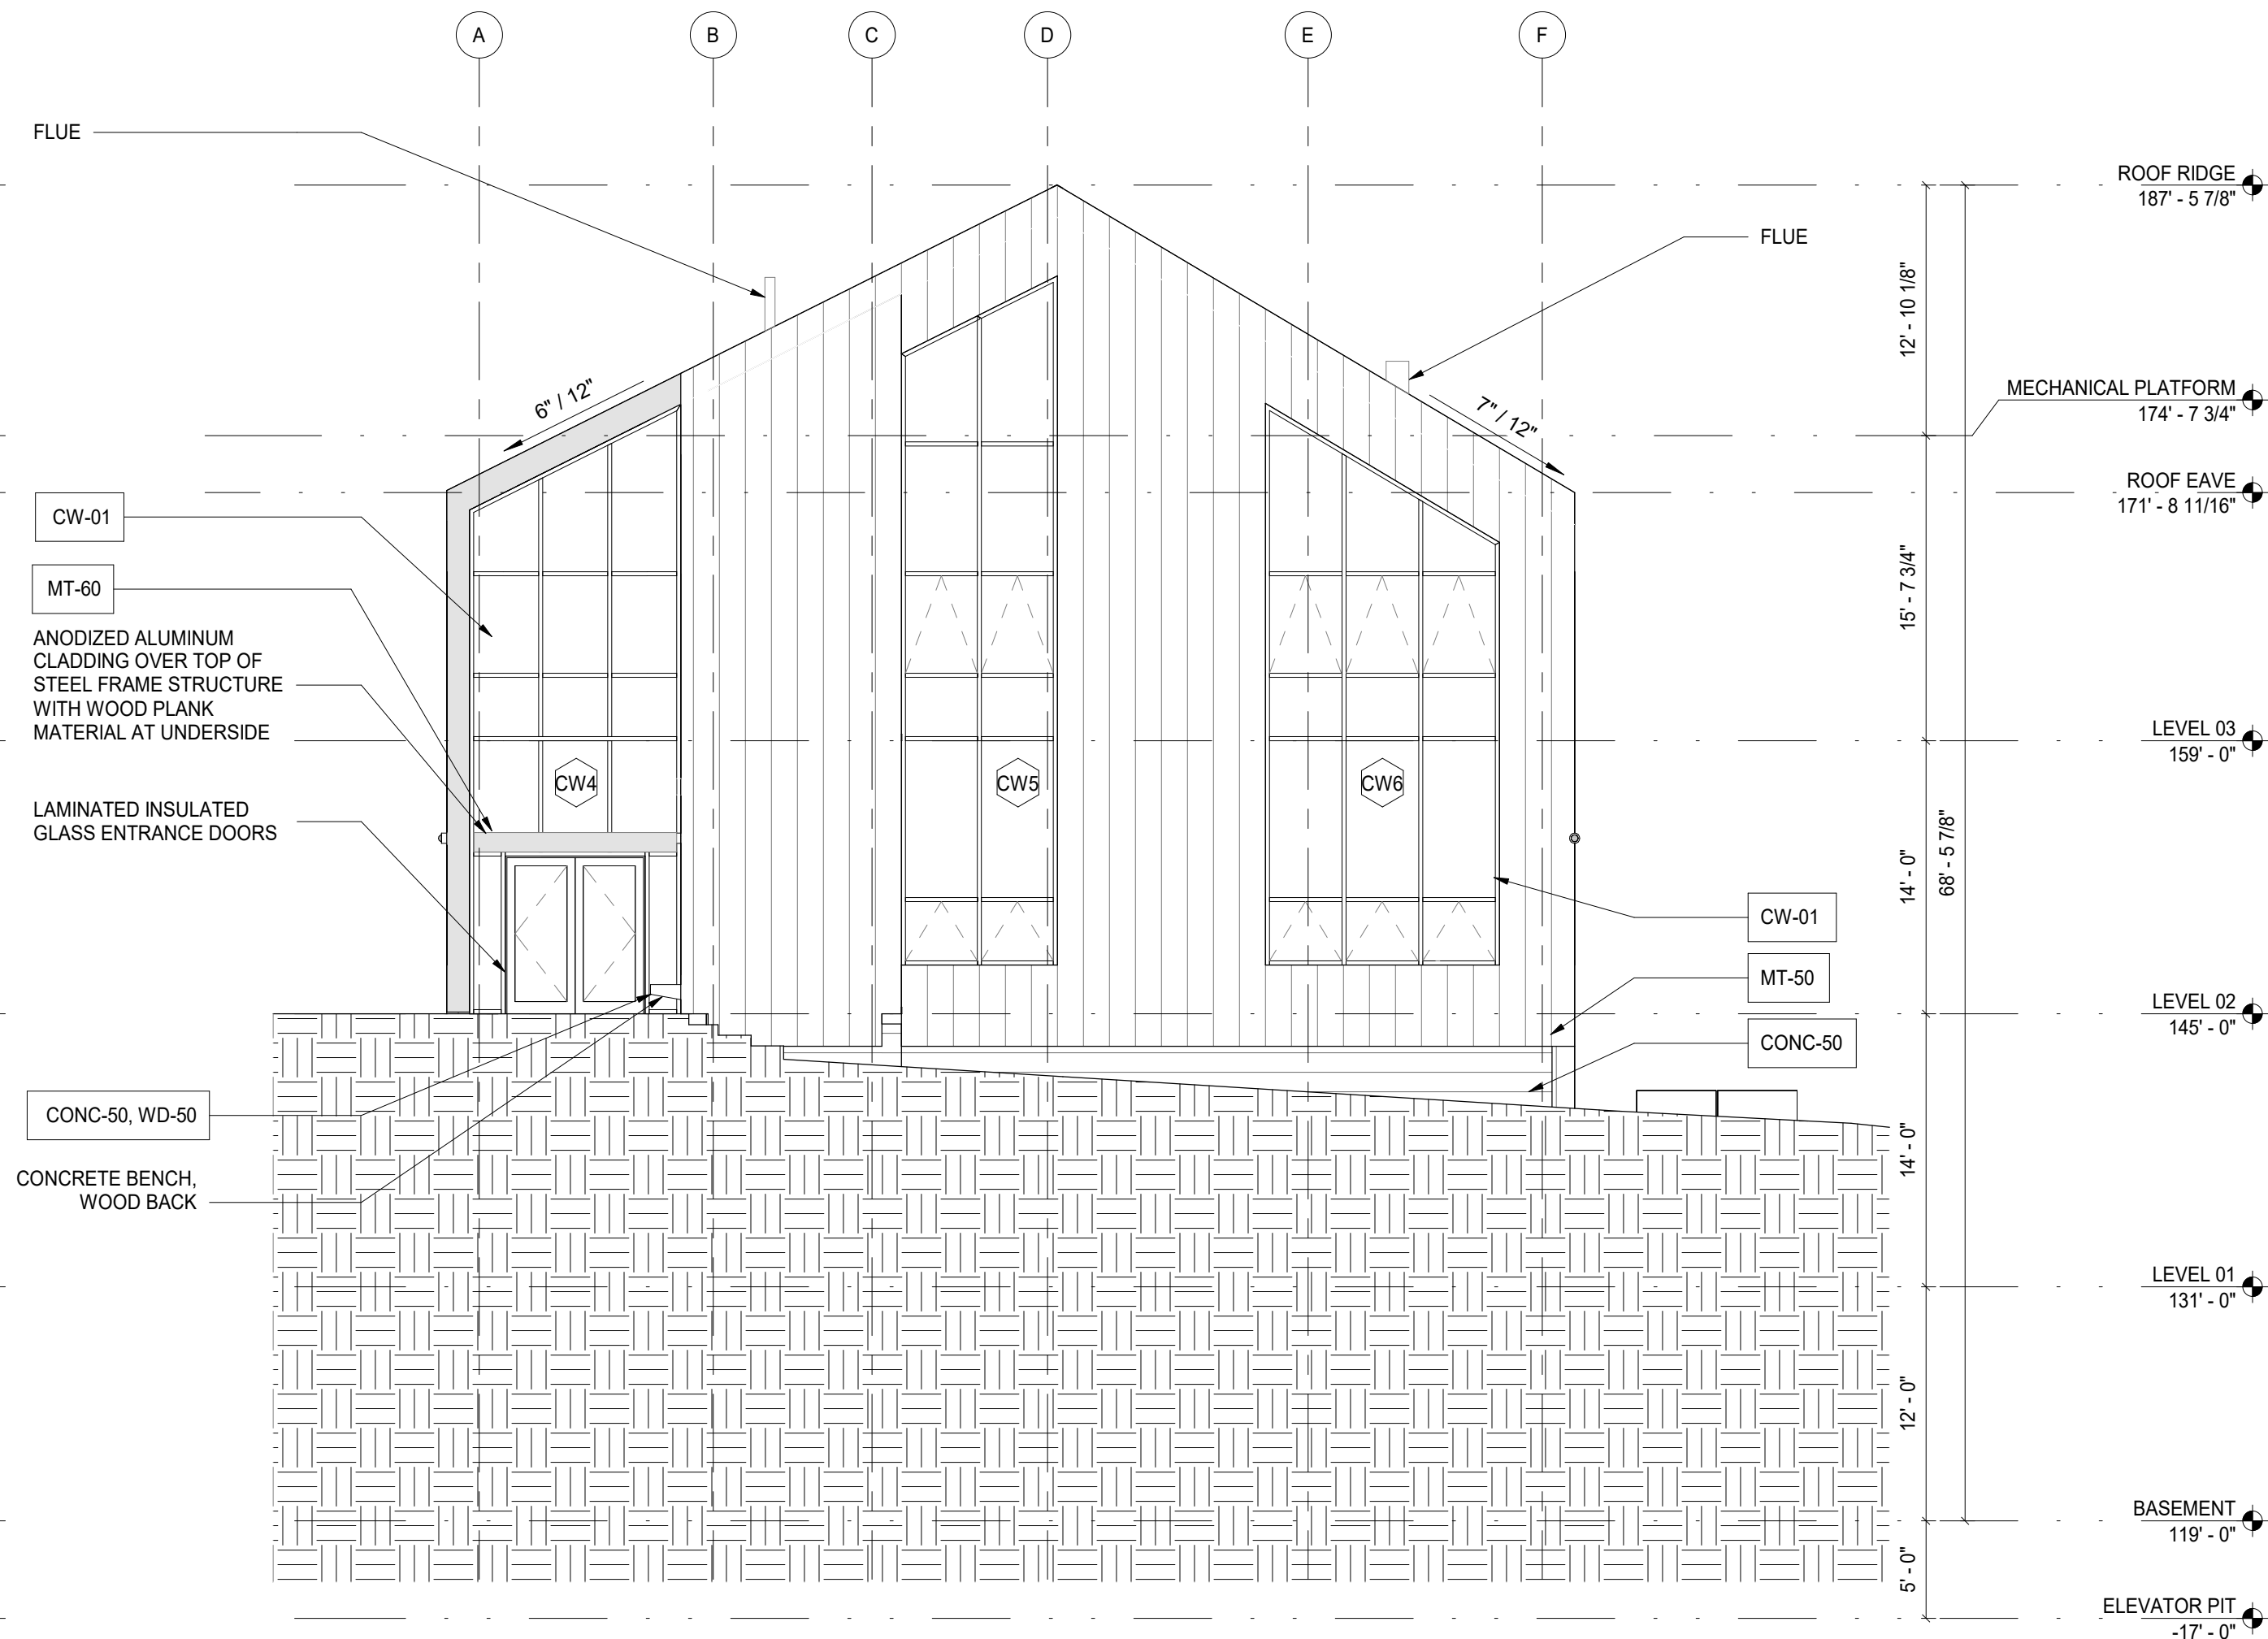 A
B
C
D
E
F
FLUE
ROOF RIDGE
187' - 5 7/8"
FLUE
12' - 10 1/8"
6" / 12"
7" / 12"
MECHANICAL PLATFORM
174' - 7 3/4"
ROOF EAVE
171' - 8 11/16"
CW-01
MT-60
15' - 7 3/4"
ANODIZED ALUMINUM
CLADDING OVER TOP OF
STEEL FRAME STRUCTURE
WITH WOOD PLANK
MATERIAL AT UNDERSIDE
LEVEL 03
159' - 0"
CW4
CW5
CW6
LAMINATED INSULATED
GLASS ENTRANCE DOORS
14' - 0"
68' - 5 7/8"
CW-01
MT-50
LEVEL 02
145' - 0"
CONC-50
CONC-50, WD-50
14' - 0"
CONCRETE BENCH,
WOOD BACK
LEVEL 01
131' - 0"
12' - 0"
BASEMENT
119' - 0"
5' - 0"
ELEVATOR PIT
-17' - 0"